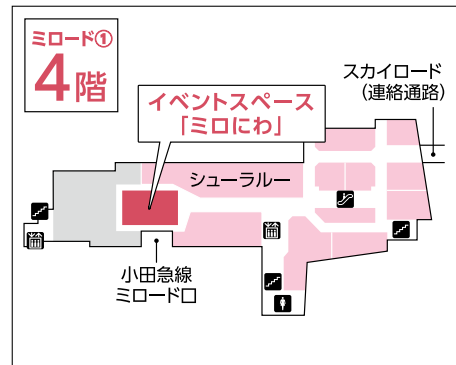 ミロード①
4階
イベントスペース
「ミロにわ」
スカイロード
(連絡通路)
シューラルー
小田急線
ミロード口